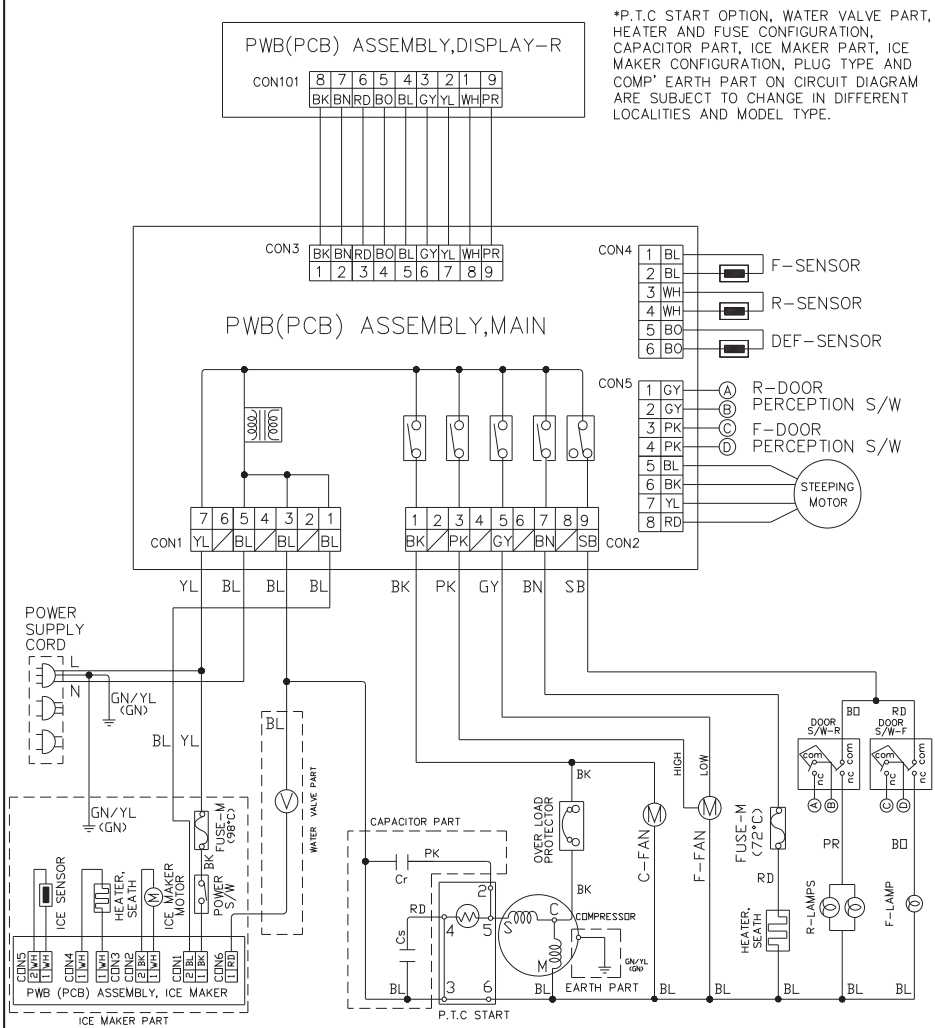 *P.T.C START OPTION, WATER VALVE PART,
HEATER AND FUSE CONFIGURATION,
CAPACITOR PART, ICE MAKER PART, ICE
MAKER CONFIGURATION, PLUG TYPE AND
COMP' EARTH PART ON CIRCUIT DIAGRAM
ARE SUBJECT TO CHANGE IN DIFFERENT
LOCALITIES AND MODEL TYPE.
PWB(PCB) ASSEMBLY,DISPLAY-R
CON101 8 7 6 5 4 3 2 1 9
BK BN RD BO BL GY YL WH PR
CON3 BK BN RD BO BL GY YL WH PR
1 2 3 4 5 6 7 8 9
PWB(PCB) ASSEMBLY,MAIN
CON4 1 BL
2 BL
F-SENSOR
3 WH
4 WH
R-SENSOR
5 BO
6 BO
DEF-SENSOR
CON5 1 GY A R-DOOR
2 GY B PERCEPTION S/W
3 PK C F-DOOR
4 PK D PERCEPTION S/W
5 BL
6 BK
7 YL
8 RD
STEEPING
MOTOR
7 6 5 4 3 2 1
CON1 YL BL BL BL
1 2 3 4 5 6 7 8 9
BK PK GY BN SB CON2
YL BL BL BL
BK PK GY BN SB
POWER
SUPPLY
CORD
L
N
GN/YL
(GN)
BL YL
GN/YL
(GN)
BL
WATER VALVE PART
V
HIGH
LOW
BO RD
DOOR
S/W-R
DOOR
S/W-F
com com
nc nc
com com
nc nc
A B
C D
PR BO
R-LAMPS
F-LAMP
FUSE-M
(98°C)
BK
POWER
S/W
ICE SENSOR
HEATER,
SEATH
M
ICE MAKER
MOTOR
CON5 2 WH 1 WH
CON4 1 WH
CON3 1 WH
CON2 2 BK 1 WH
CON1 2 BL 1 BK
CON6 1 RD
PWB (PCB) ASSEMBLY, ICE MAKER
ICE MAKER PART
CAPACITOR PART
PK
Cr
RD
Cs
2
4 5
3 6
P.T.C START
BK
OVER LOAD
PROTECTOR
BK
S C
M
COMPRESSOR
GN/YL
(GN)
EARTH PART
M
C-FAN
M
F-FAN
FUSE-M
(72°C)
RD
HEATER,
SEATH
BL BL BL BL BL BL BL